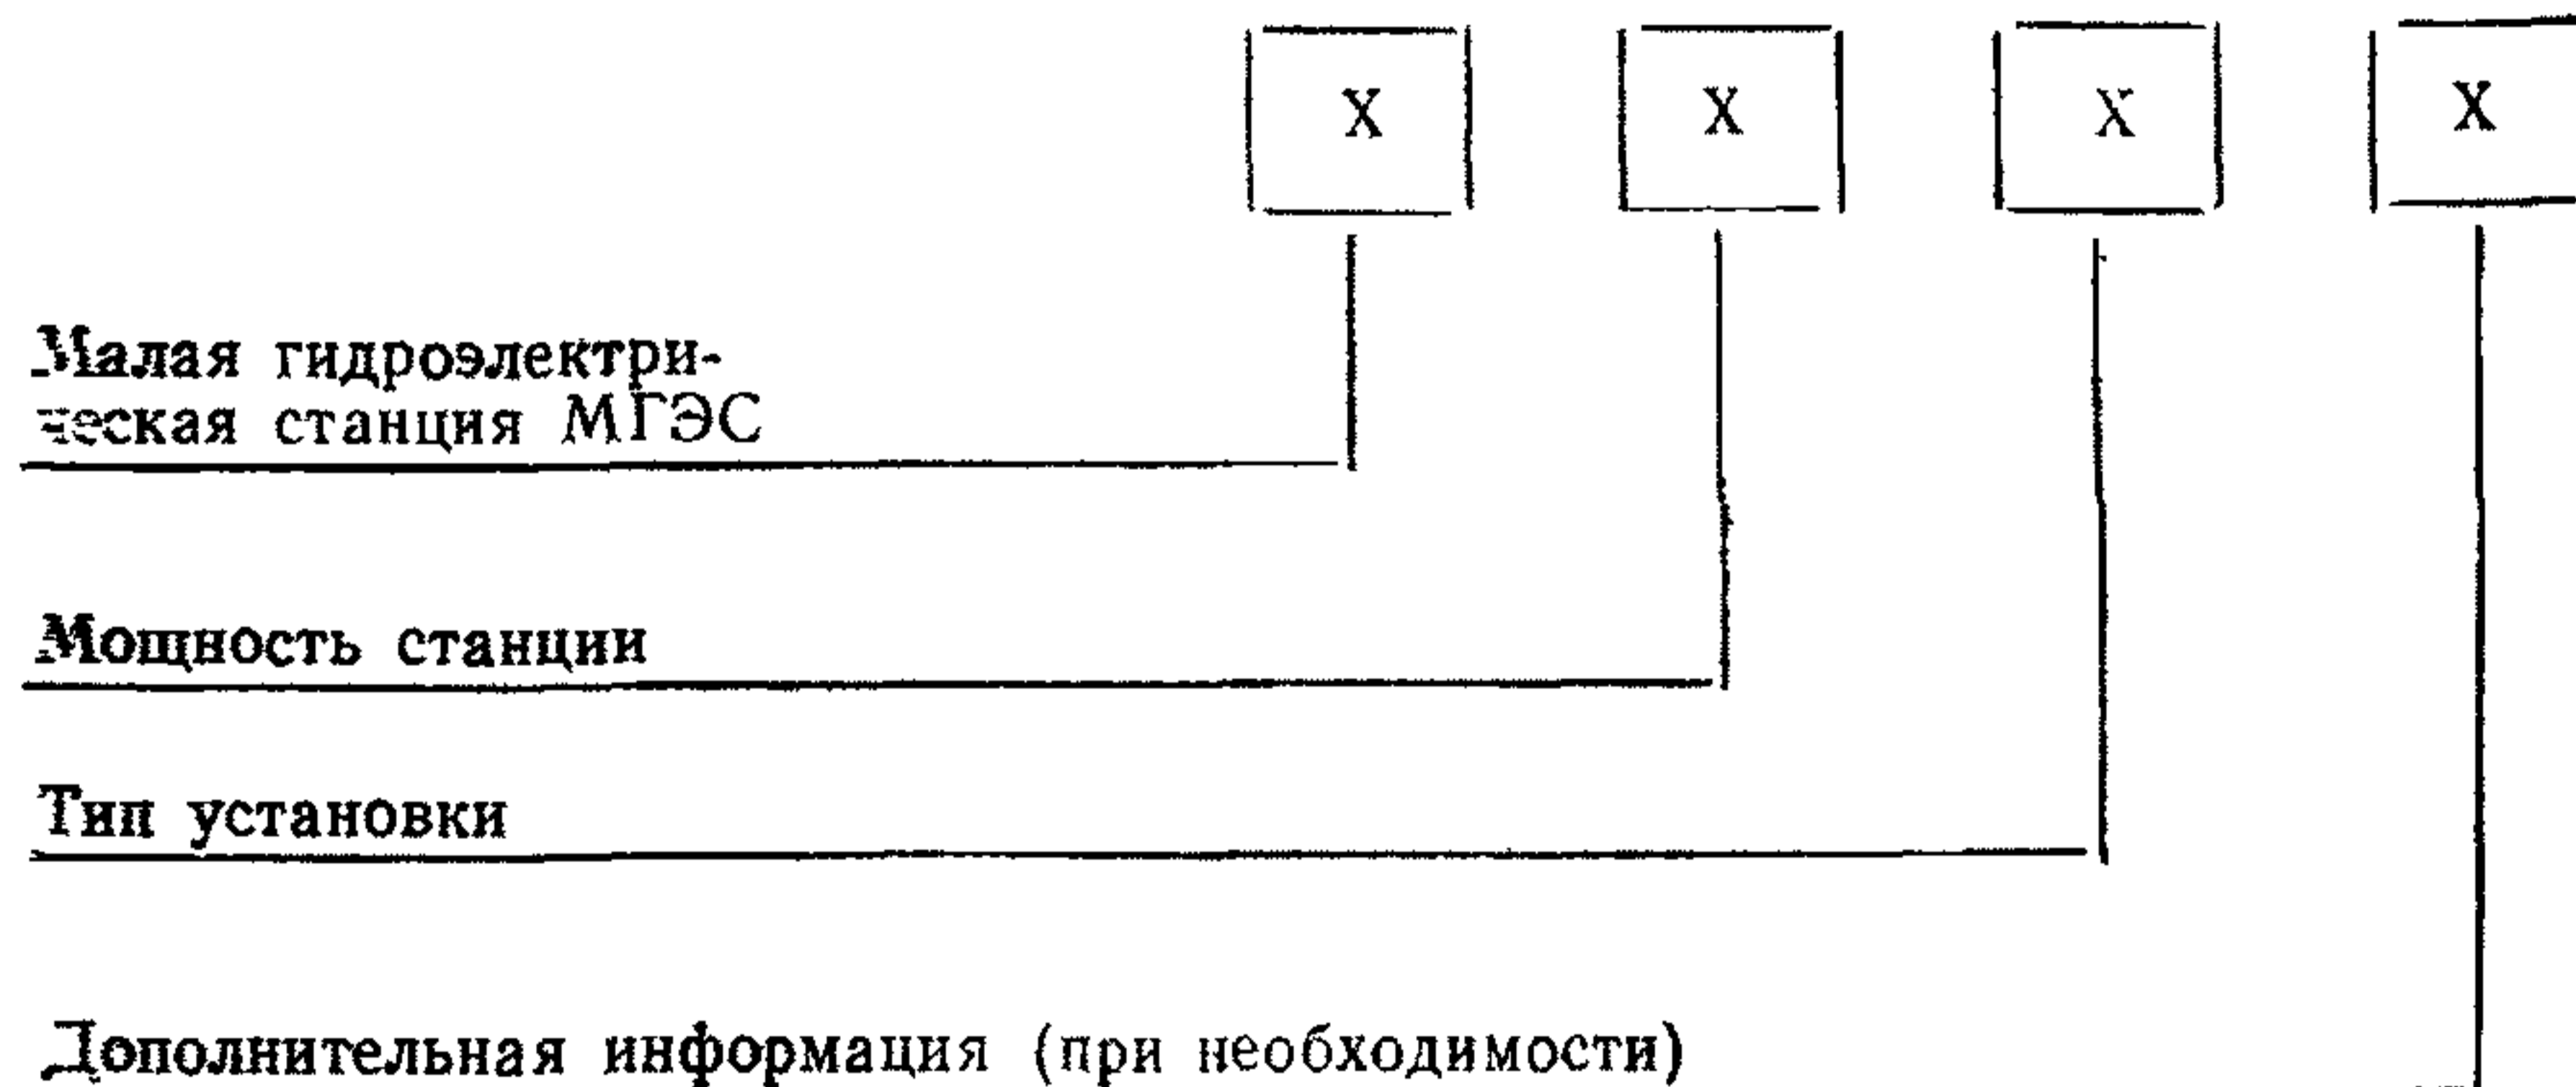 X X X X
Малая гидроэлектри-
ческая станция МГЭС
Мощность станции
Тип установки
Дополнительная информация (при необходимости)